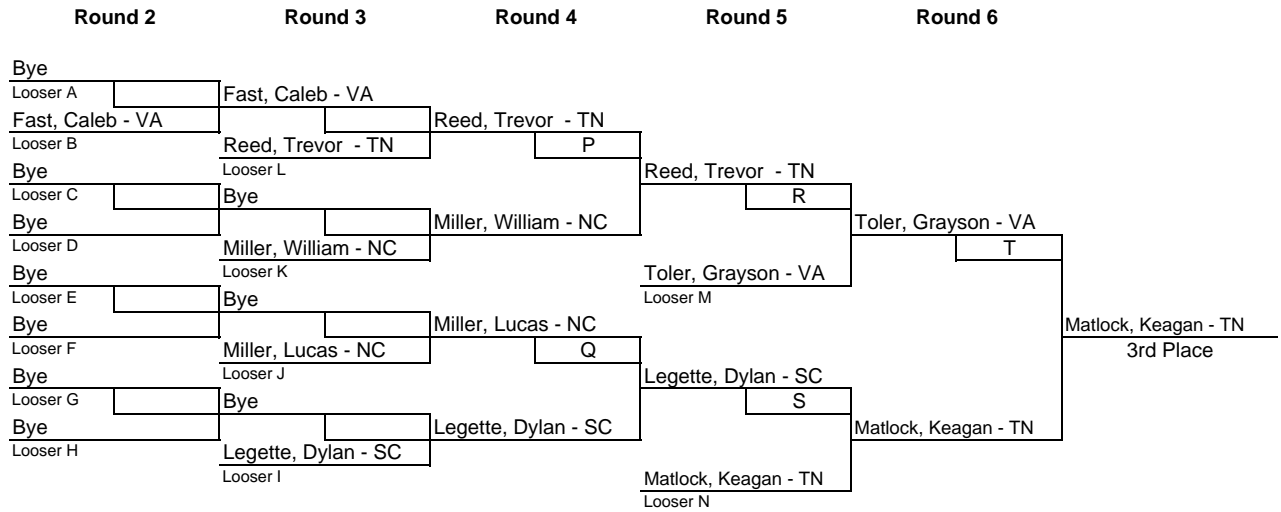 Round 2 Round 3 Round 4 Round 5 Round 6
Bye
Looser A
Fast, Caleb - VA
Fast, Caleb - VA
Reed, Trevor - TN
Looser B
Reed, Trevor - TN
P
Looser L
Bye
Reed, Trevor - TN
Looser C
Bye
R
Bye
Miller, William - NC
Toler, Grayson - VA
Looser D
Miller, William - NC
T
Looser K
Bye
Toler, Grayson - VA
Looser E
Bye
Looser M
Bye
Miller, Lucas - NC
Matlock, Keagan - TN
Looser F
Miller, Lucas - NC
Q
3rd Place
Looser J
Bye
Legette, Dylan - SC
Looser G
Bye
S
Bye
Legette, Dylan - SC
Matlock, Keagan - TN
Looser H
Legette, Dylan - SC
Looser I
Matlock, Keagan - TN
Looser N